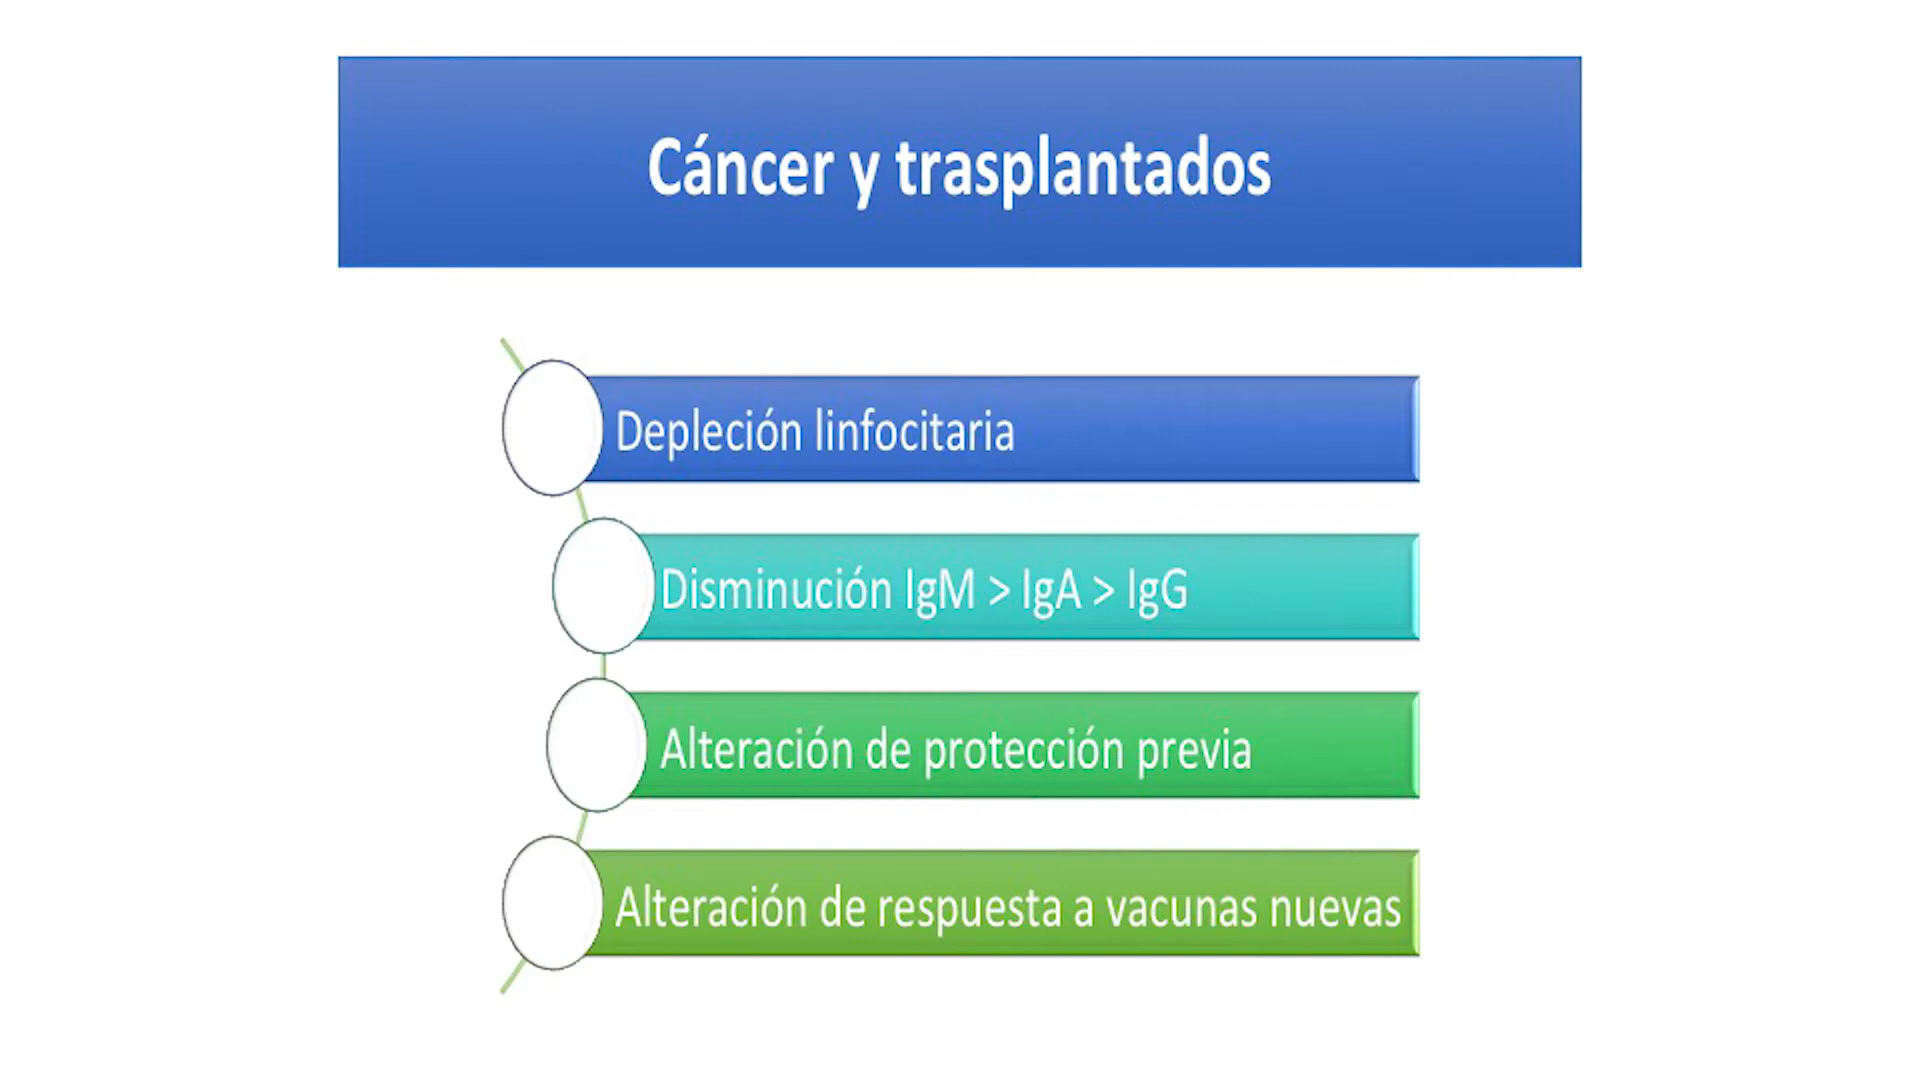 Cáncer y trasplantados
Depleción linfocitaria
Disminución IgM > IgA > IgG
Alteración de protección previa
Alteración de respuesta a vacunas nuevas